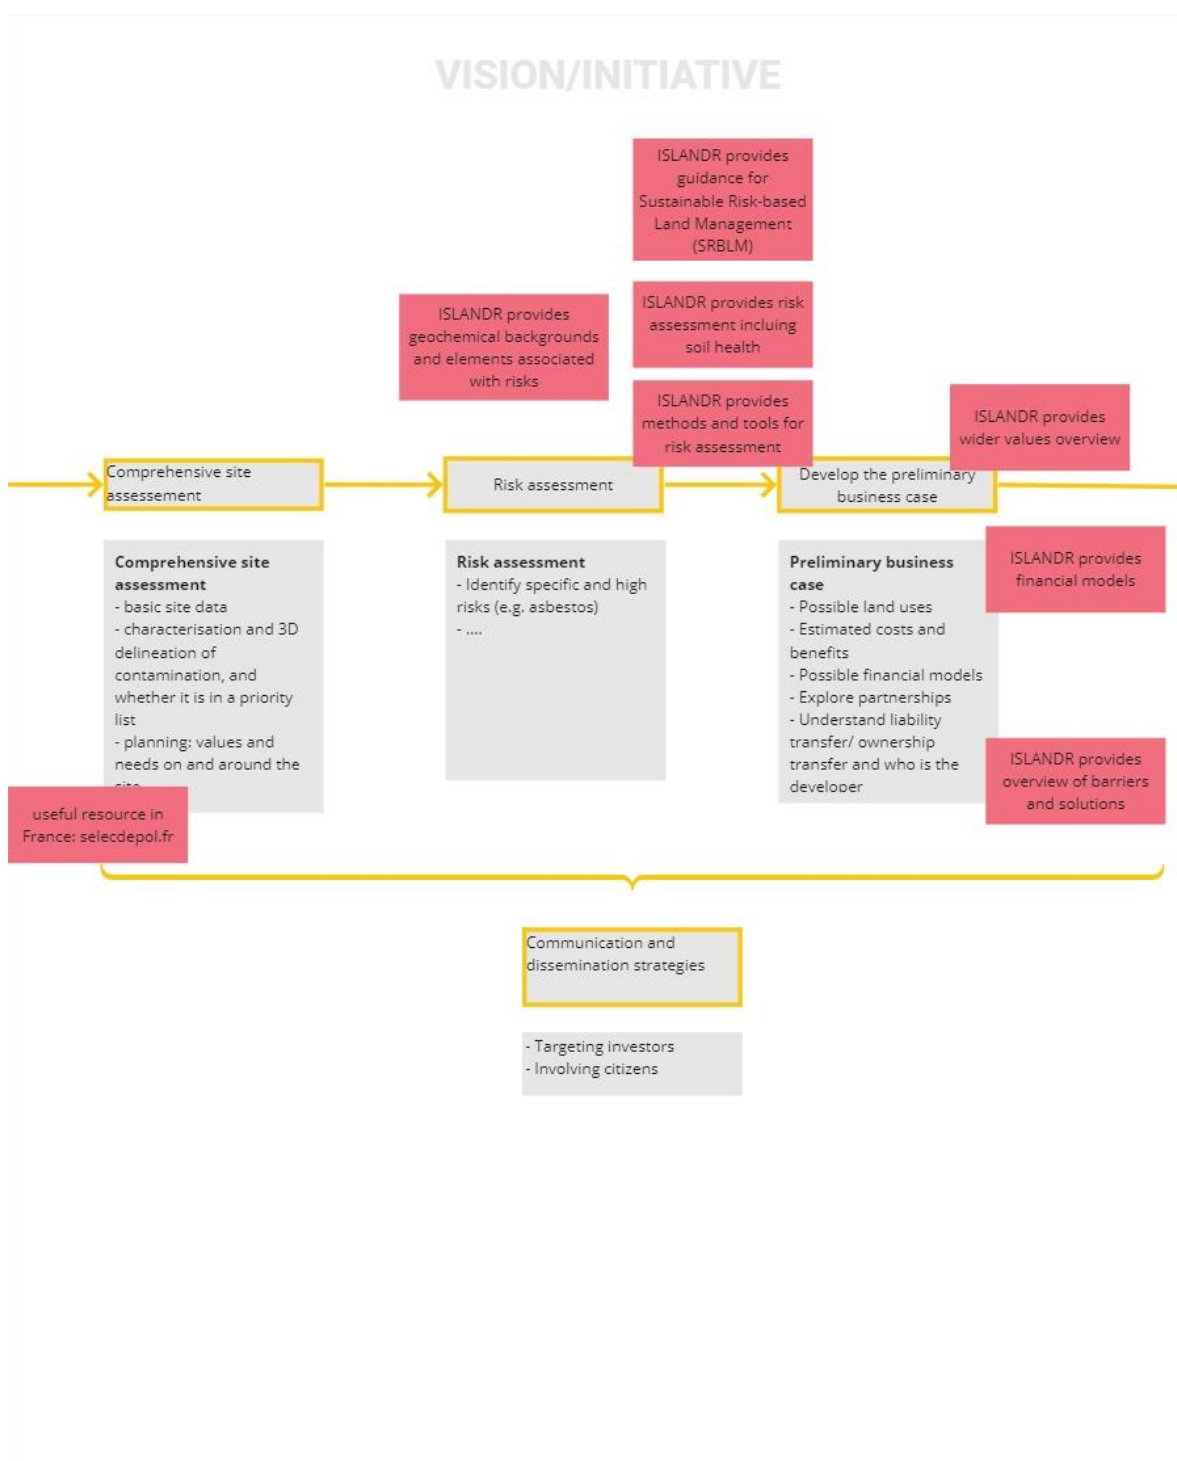 VISION/INITIATIVE
ISLANDR provides
guidance for
Sustainable Risk-based
Land Management
(SRBLM)
ISLANDR provides risk
assessment incluing
soil health
ISLANDR provides
geochemical backgrounds
and elements associated
with risks
ISLANDR provides
methods and tools for
risk assessment
ISLANDR provides
wider values overview
Comprehensive site
assessement
Risk assessment
Develop the preliminary
business case
Comprehensive site
assessment
- basic site data
- characterisation and 3D
delineation of
contamination, and
whether it is in a priority
list
- planning: values and
needs on and around the
site
useful resource in
France: selecdepol.fr
Risk assessment
- Identify specific and high
risks (e.g. asbestos)
- ....
Preliminary business
case
- Possible land uses
- Estimated costs and
benefits
- Possible financial models
- Explore partnerships
- Understand liability
transfer/ ownership
transfer and who is the
developer
ISLANDR provides
financial models
ISLANDR provides
overview of barriers
and solutions
Communication and
dissemination strategies
- Targeting investors
- Involving citizens